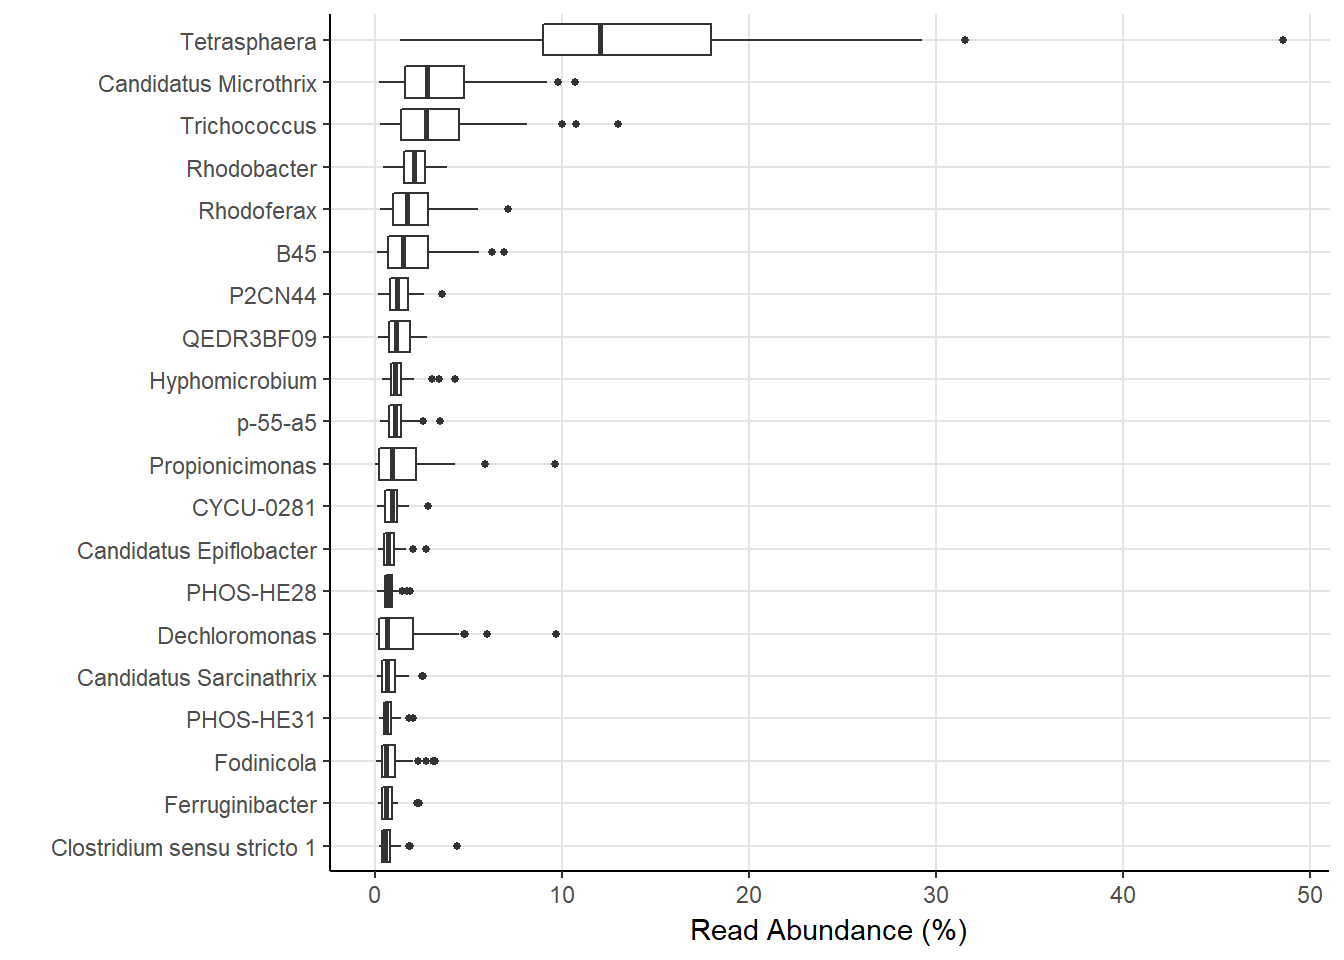 Tetrasphaera
Candidatus Microthrix
Trichococcus
Rhodobacter
Rhodoferax
B45
P2CN44
QEDR3BF09
Hyphomicrobium
p-55-a5
Propionicimonas
CYCU-0281
Candidatus Epiflobacter
PHOS-HE28
Dechloromonas
Candidatus Sarcinathrix
PHOS-HE31
Fodinicola
Ferruginibacter
Clostridium sensu stricto 1
0 10 20 30 40 50
Read Abundance (%)